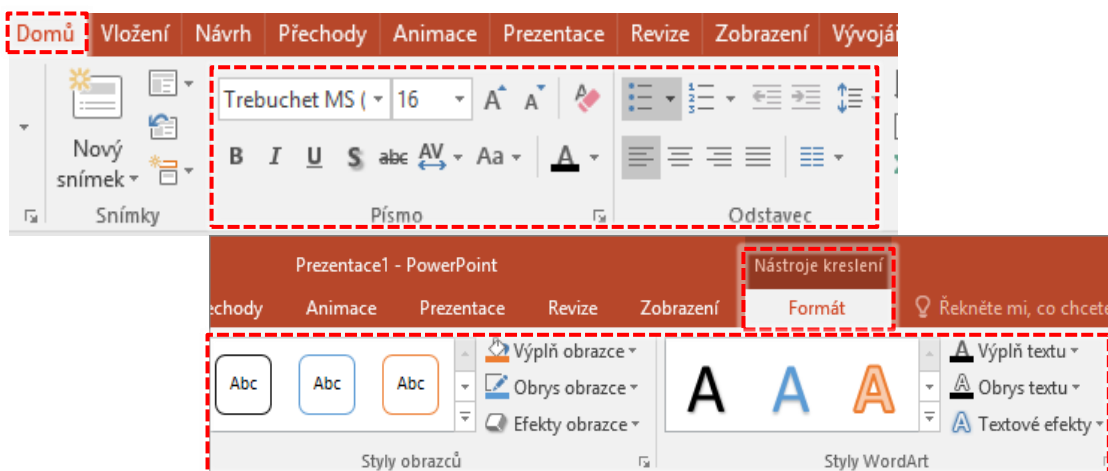 Domů Vložení Návrh Přechody Animace Prezentace Revize Zobrazení Vývojář
Trebuchet MS ( 16 A A
Nový
snímek
B I U S abc AV Aa A
Snímky Písmo Odstavec
Prezentace1 - PowerPoint Nástroje kreslení
echody Animace Prezentace Revize Zobrazení Formát Řekněte mi, co chcete
Abc Abc Abc Výplň obrazce A A A A Výplň textu
Obrys obrazce A Obrys textu
Efekty obrazce A Textové efekty
Styly obrazců Styly WordArt